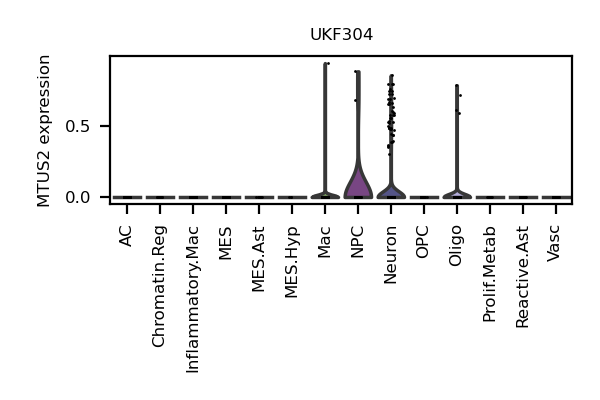 UKF304
MTUS2 expression
0.5
0.0
AC
Chromatin.Reg
Inflammatory.Mac
MES
MES.Ast
MES.Hyp
Mac
NPC
Neuron
OPC
Oligo
Prolif.Metab
Reactive.Ast
Vasc